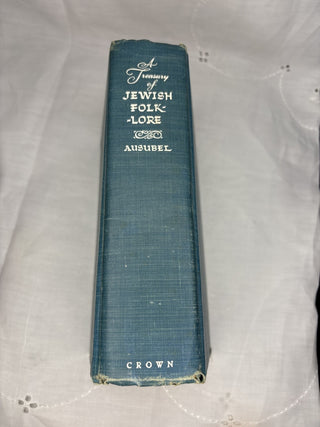 A
Treasury
of
JEWISH
FOLK-
-LORE
AUSUBEL
CROWN